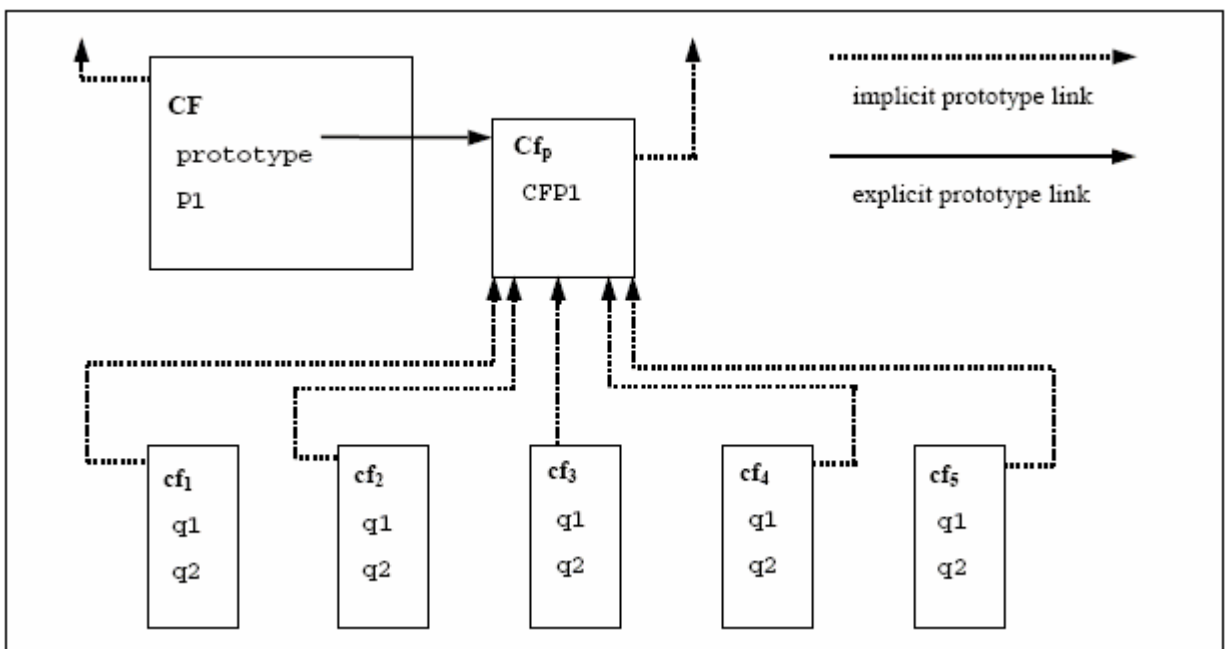 CF
prototype
P1
Cfp
CFP1
implicit prototype link
explicit prototype link
cf1
q1
q2
cf2
q1
q2
cf3
q1
q2
cf4
q1
q2
cf5
q1
q2